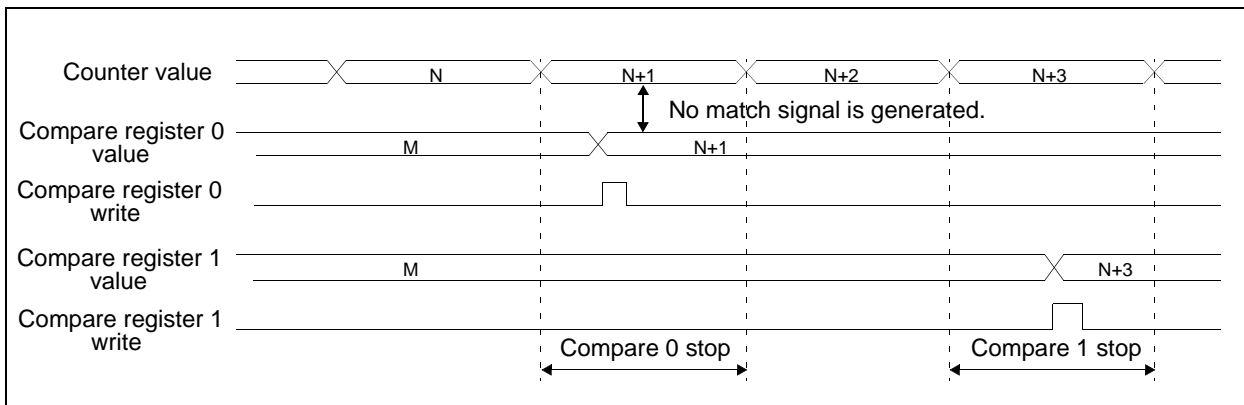 Counter value
N
N+1
N+2
N+3
No match signal is generated.
Compare register 0
value
M
N+1
Compare register 0
write
Compare register 1
value
M
N+3
Compare register 1
write
Compare 0 stop
Compare 1 stop